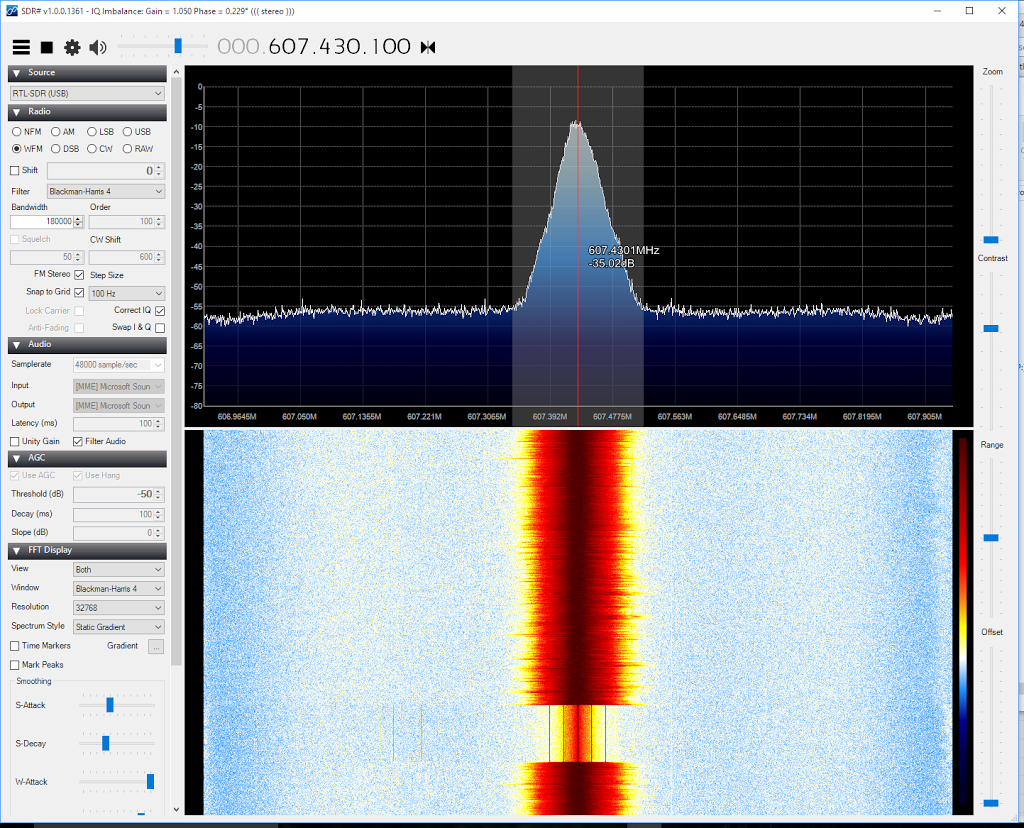 SDR# v1.0.0.1361 - IQ Imbalance: Gain = 1.050 Phase = 0.229° ((( stereo )))
000.607.430.100
Source
RTL-SDR (USB)
Radio
NFM AM LSB USB
WFM DSB CW RAW
Shift 0
Filter Blackman-Harris 4
Bandwidth Order
180000 100
Squelch CW Shift
50 600
FM Stereo Step Size
Snap to Grid 100 Hz
Lock Carrier Correct IQ
Anti-Fading Swap I & Q
Audio
Samplerate 48000 sample/sec
Input [MME] Microsoft Soun
Output [MME] Microsoft Soun
Latency (ms) 100
Unity Gain Filter Audio
AGC
Use AGC Use Hang
Threshold (dB) -50
Decay (ms) 100
Slope (dB) 0
FFT Display
View Both
Window Blackman-Harris 4
Resolution 32768
Spectrum Style Static Gradient
Time Markers Gradient ...
Mark Peaks
Smoothing
S-Attack
S-Decay
W-Attack
0
-5
-10
-15
-20
-25
-30
-35
-40
-45
-50
-55
-60
-65
-70
-75
-80
607.4301MHz
-35.02dB
606.9645M 607.050M 607.1355M 607.221M 607.3065M 607.392M 607.4775M 607.563M 607.6485M 607.734M 607.8195M 607.905M
Zoom
Contrast
Range
Offset